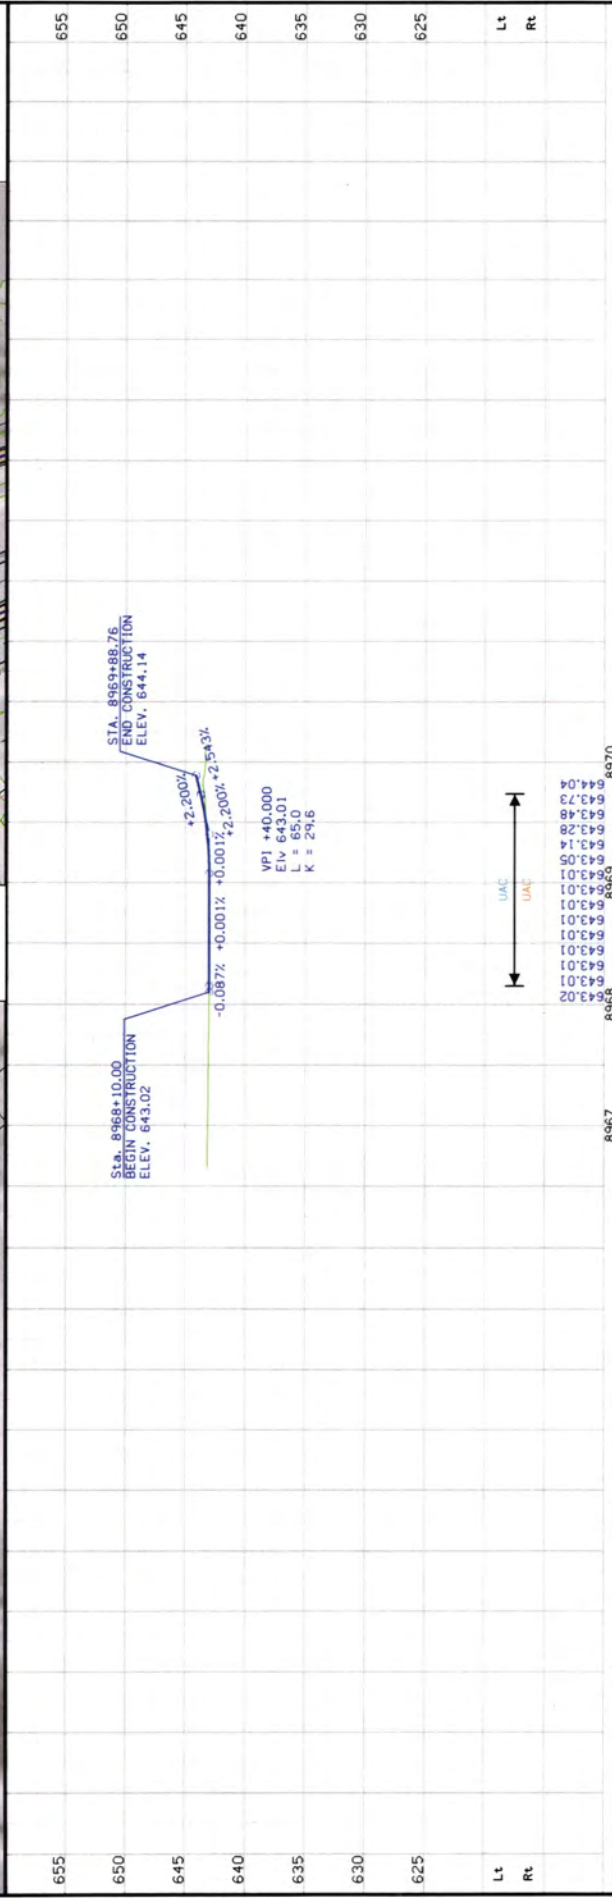 655
650
645
640
635
630
625
Lt
Rt
Sta. 8968+10.00
BEGIN CONSTRUCTION
ELEV. 643.02
STA. 8969+88.76
END CONSTRUCTION
ELEV. 644.14
-0.087%
+0.001%
+0.001%
+2.200%
+2.200%
+2.543%
VPI +40.000
Elv 643.01
L = 65.0
K = 29.6
UAC
UAC
643.02
643.01
643.01
643.01
643.01
643.01
643.01
643.01
643.05
643.14
643.28
643.48
643.73
644.04
8967
8968
8969
8970
655
650
645
640
635
630
625
Lt
Rt